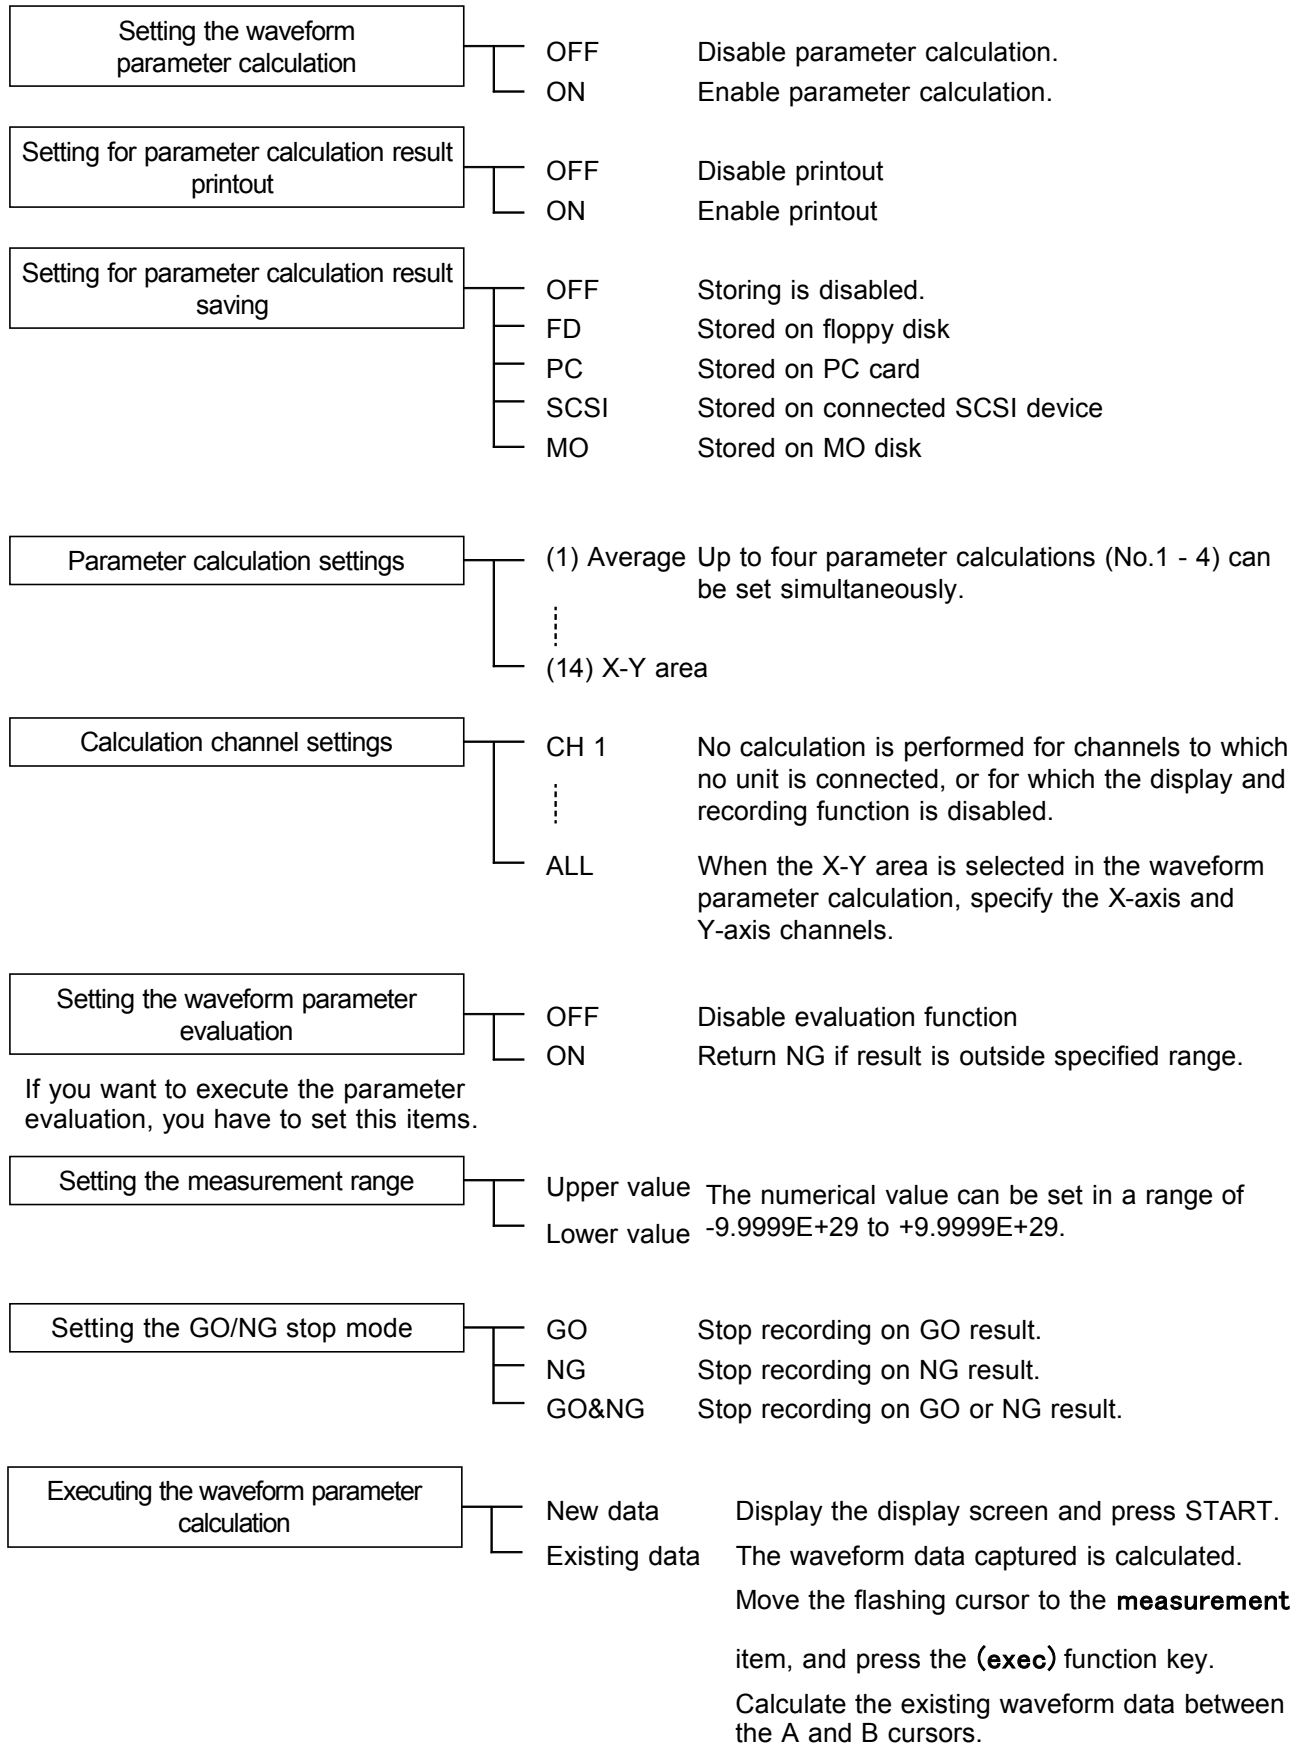 Setting the waveform
parameter calculation
OFF Disable parameter calculation.
ON Enable parameter calculation.
Setting for parameter calculation result
printout
OFF Disable printout
ON Enable printout
Setting for parameter calculation result
saving
OFF Storing is disabled.
FD Stored on floppy disk
PC Stored on PC card
SCSI Stored on connected SCSI device
MO Stored on MO disk
Parameter calculation settings
(1) Average Up to four parameter calculations (No.1 - 4) can
be set simultaneously.
(14) X-Y area
Calculation channel settings
CH 1 No calculation is performed for channels to which
no unit is connected, or for which the display and
recording function is disabled.
ALL When the X-Y area is selected in the waveform
parameter calculation, specify the X-axis and
Y-axis channels.
Setting the waveform parameter
evaluation
OFF Disable evaluation function
ON Return NG if result is outside specified range.
If you want to execute the parameter
evaluation, you have to set this items.
Setting the measurement range
Upper value The numerical value can be set in a range of
Lower value -9.9999E+29 to +9.9999E+29.
Setting the GO/NG stop mode
GO Stop recording on GO result.
NG Stop recording on NG result.
GO&NG Stop recording on GO or NG result.
Executing the waveform parameter
calculation
New data Display the display screen and press START.
Existing data The waveform data captured is calculated.
Move the flashing cursor to the measurement
item, and press the (exec) function key.
Calculate the existing waveform data between
the A and B cursors.